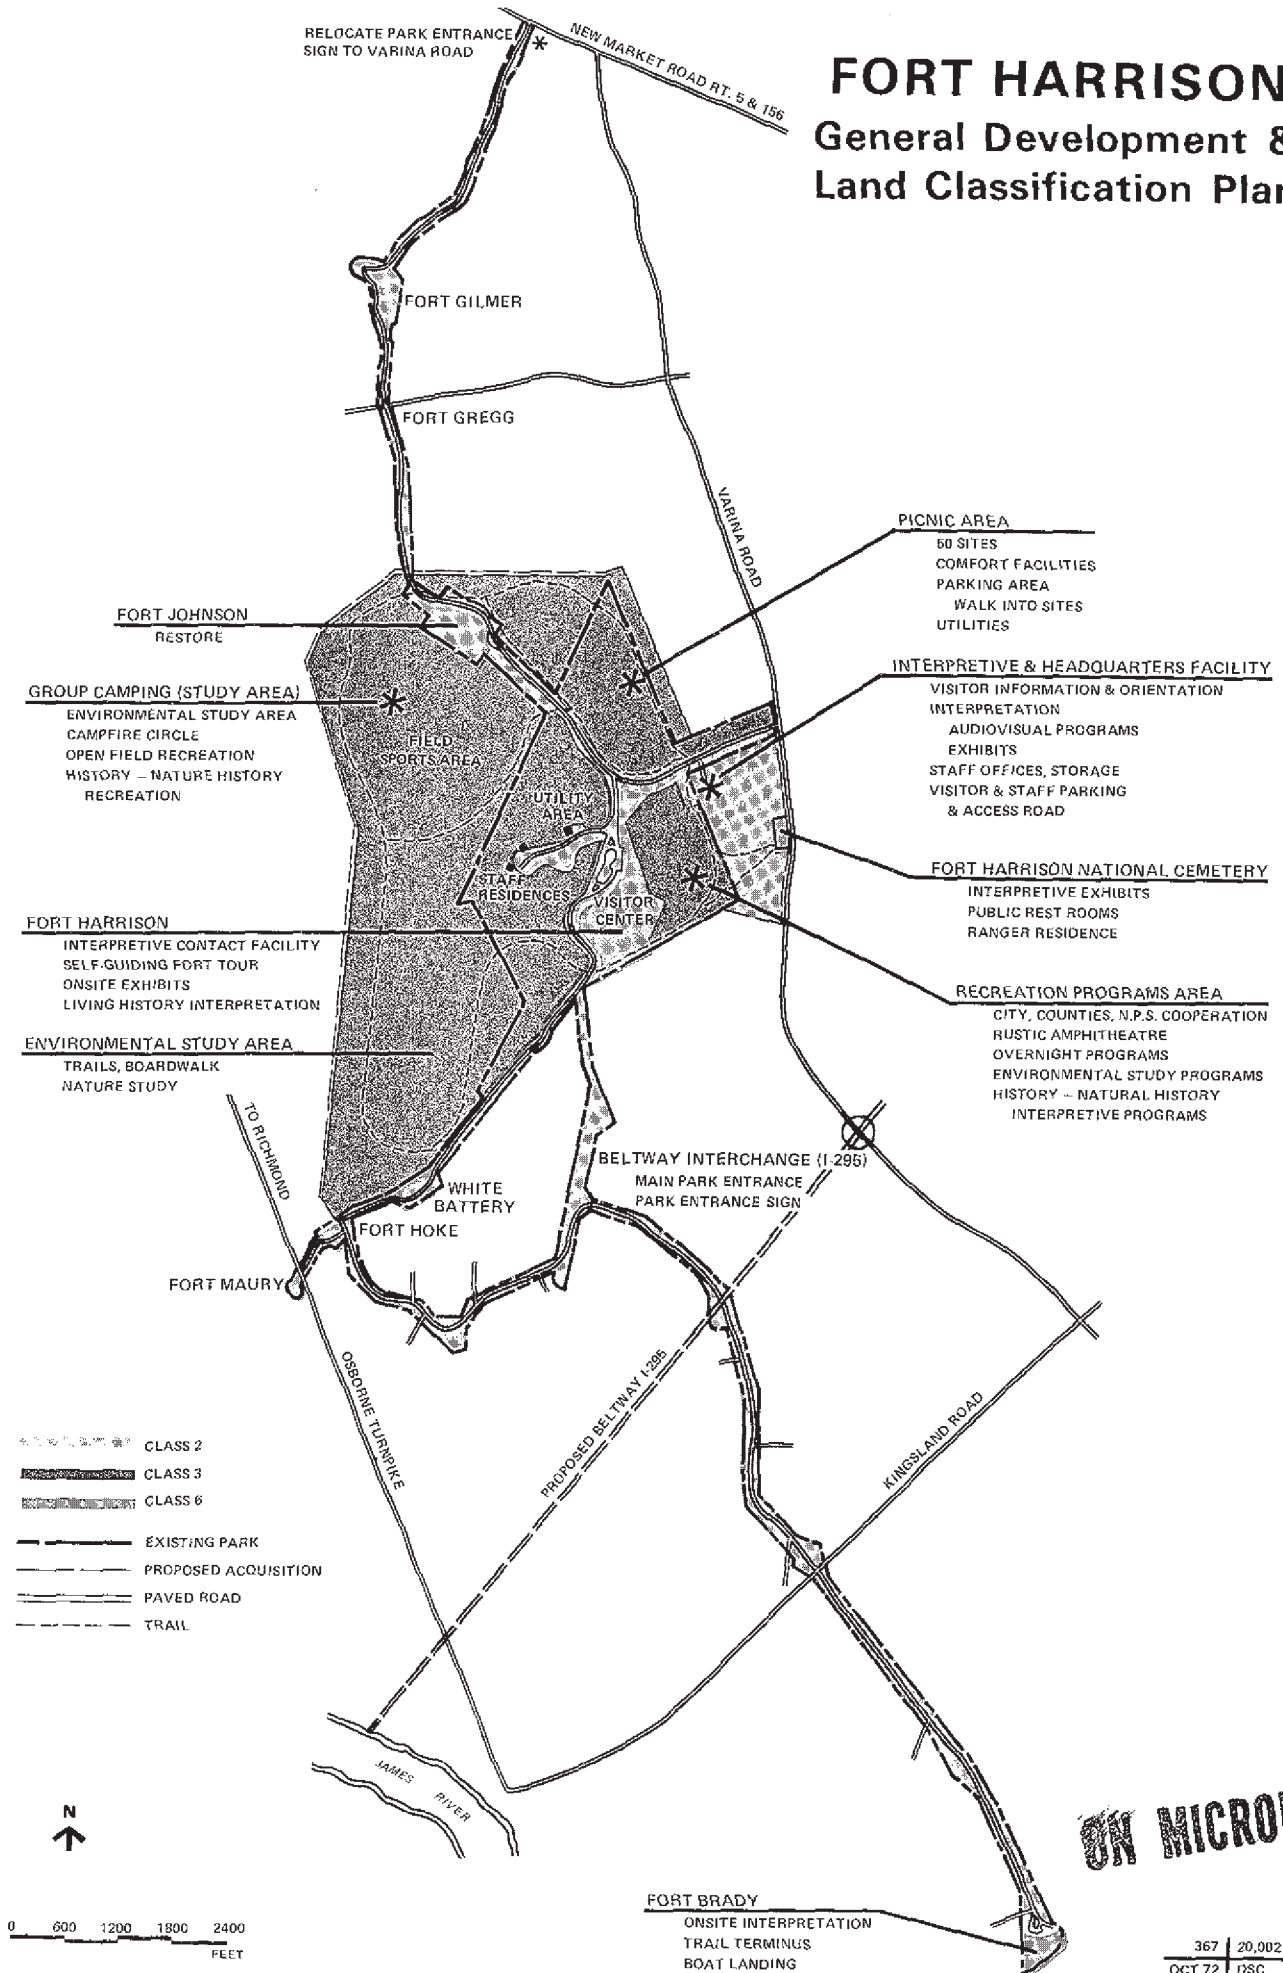 RELOCATE PARK ENTRANCE
SIGN TO VARINA ROAD
NEW MARKET ROAD RT. 5 & 156
FORT HARRISON
General Development &
Land Classification Plan
FORT GILMER
FORT GREGG
VARINA ROAD
PICNIC AREA
50 SITES
COMFORT FACILITIES
PARKING AREA
WALK INTO SITES
UTILITIES
FORT JOHNSON
RESTORE
INTERPRETIVE & HEADQUARTERS FACILITY
VISITOR INFORMATION & ORIENTATION
INTERPRETATION
AUDIOVISUAL PROGRAMS
EXHIBITS
STAFF OFFICES, STORAGE
VISITOR & STAFF PARKING
& ACCESS ROAD
GROUP CAMPING (STUDY AREA)
ENVIRONMENTAL STUDY AREA
CAMPFIRE CIRCLE
OPEN FIELD RECREATION
HISTORY – NATURE HISTORY
RECREATION
FIELD
SPORTS AREA
UTILITY
AREA
STAFF
RESIDENCES
VISITOR
CENTER
FORT HARRISON NATIONAL CEMETERY
INTERPRETIVE EXHIBITS
PUBLIC REST ROOMS
RANGER RESIDENCE
FORT HARRISON
INTERPRETIVE CONTACT FACILITY
SELF-GUIDING FORT TOUR
ONSITE EXHIBITS
LIVING HISTORY INTERPRETATION
RECREATION PROGRAMS AREA
CITY, COUNTIES, N.P.S. COOPERATION
RUSTIC AMPHITHEATRE
OVERNIGHT PROGRAMS
ENVIRONMENTAL STUDY PROGRAMS
HISTORY – NATURAL HISTORY
INTERPRETIVE PROGRAMS
ENVIRONMENTAL STUDY AREA
TRAILS, BOARDWALK
NATURE STUDY
TO RICHMOND
BELTWAY INTERCHANGE (I-295)
MAIN PARK ENTRANCE
PARK ENTRANCE SIGN
WHITE
BATTERY
FORT HOKE
FORT MAURY
OSBORNE TURNPIKE
PROPOSED BELTWAY I-295
KINGSLAND ROAD
CLASS 2
CLASS 3
CLASS 6
EXISTING PARK
PROPOSED ACQUISITION
PAVED ROAD
TRAIL
JAMES RIVER
N
0 600 1200 1800 2400
FEET
FORT BRADY
ONSITE INTERPRETATION
TRAIL TERMINUS
BOAT LANDING
ON MICRO
367 20,002
OCT 72 DSC